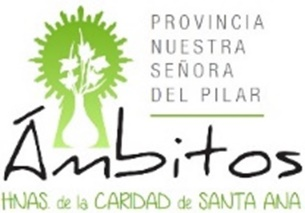 PROVINCIA
NUESTRA
SEÑORA
DEL PILAR
Ámbitos
HNAS. de la CARIDAD de SANTA ANA